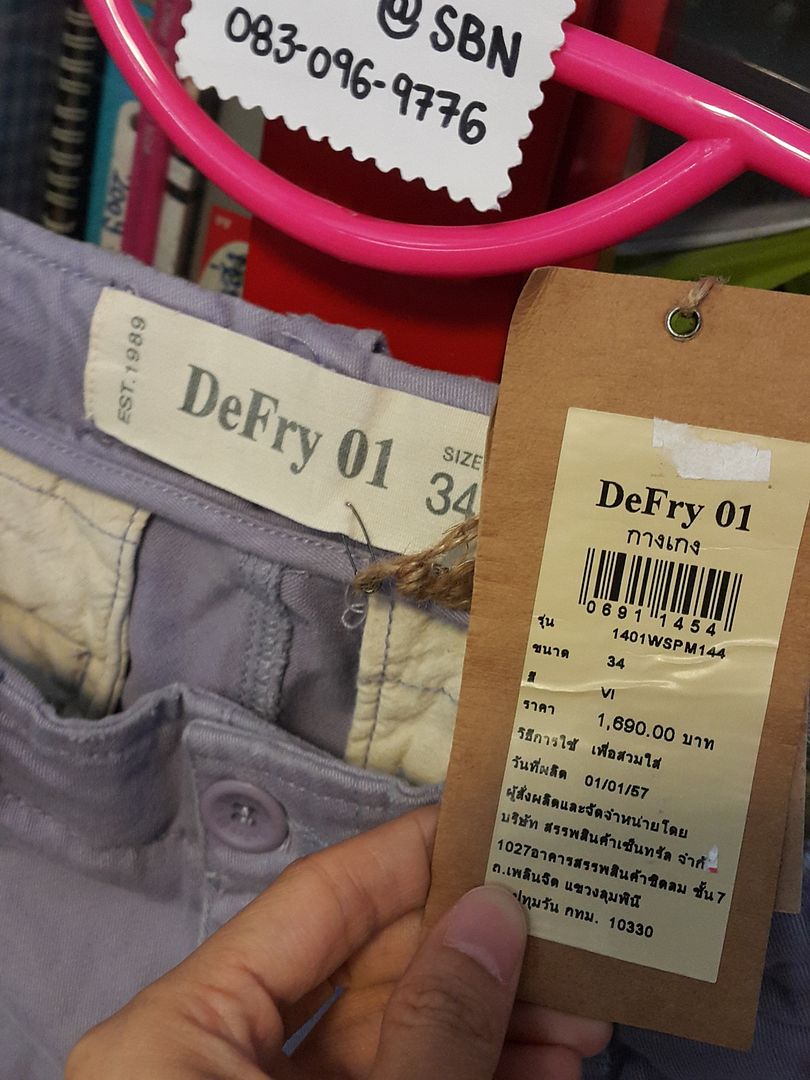 @SBN
083-096-9776
EST.1989
DeFry 01
SIZE
34
DeFry 01
กางเกง
0691 1454
รุ่น 1401WSPM144
ขนาด 34
สี VI
ราคา 1,690.00 บาท
วิธีการใช้ เพื่อสวมใส่
วันที่ผลิต 01/01/57
ผู้สั่งผลิตและจัดจำหน่ายโดย
บริษัท สรรพสินค้าเซ็นทรัล
1027อาคารสรรพสินค้าชิดลม ชั้น7
ถ.เพลินจิต แขวงลุมพินี
กทม. 10330